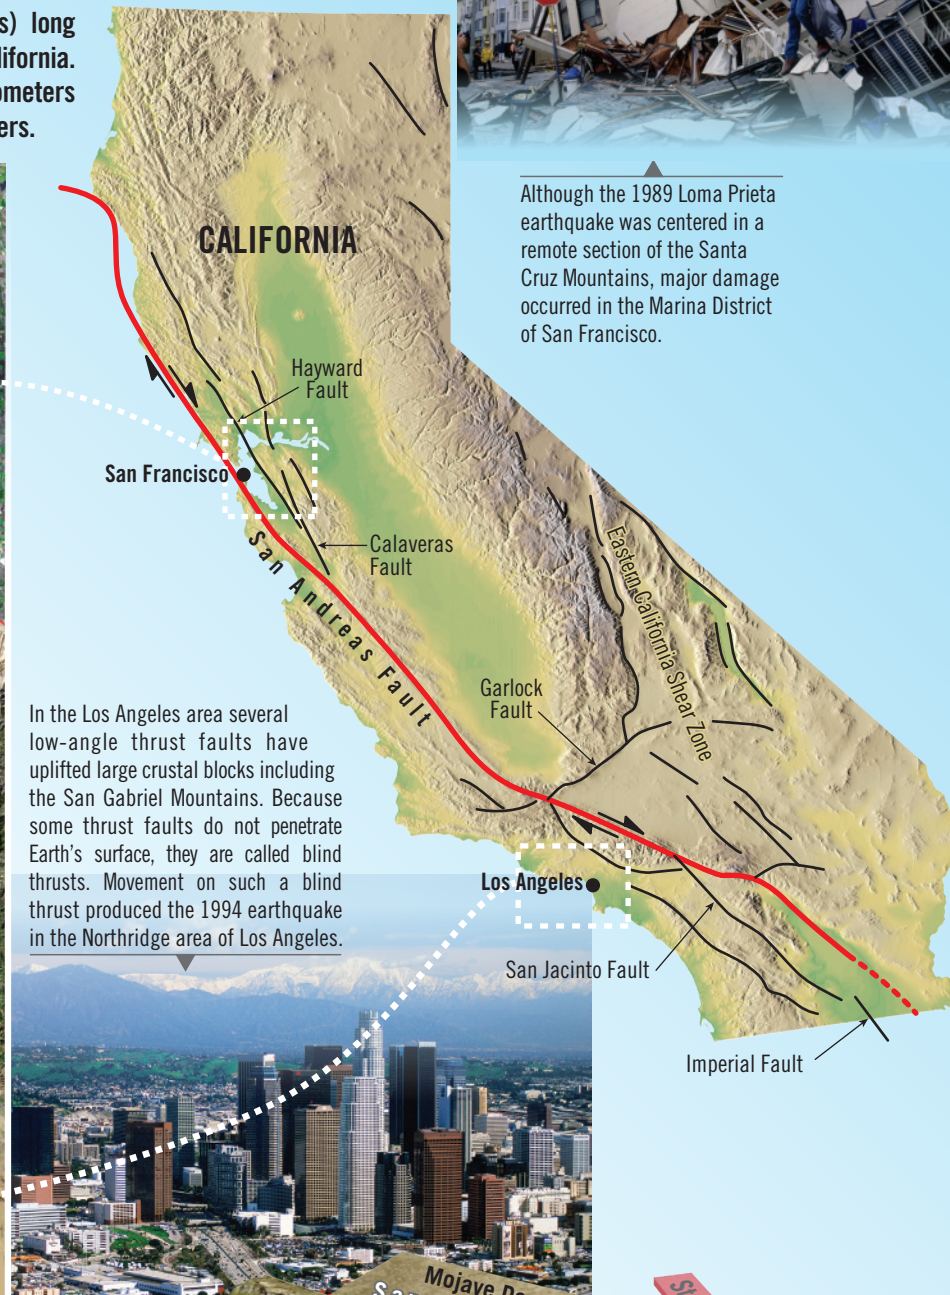 s) long
lifornia.
ometers
ers.
Although the 1989 Loma Prieta
earthquake was centered in a
remote section of the Santa
Cruz Mountains, major damage
occurred in the Marina District
of San Francisco.
CALIFORNIA
Hayward
Fault
San Francisco
Calaveras
Fault
San Andreas Fault
Eastern California Shear Zone
Garlock
Fault
In the Los Angeles area several
low-angle thrust faults have
uplifted large crustal blocks including
the San Gabriel Mountains. Because
some thrust faults do not penetrate
Earth's surface, they are called blind
thrusts. Movement on such a blind
thrust produced the 1994 earthquake
in the Northridge area of Los Angeles.
Los Angeles
San Jacinto Fault
Imperial Fault
Mojave